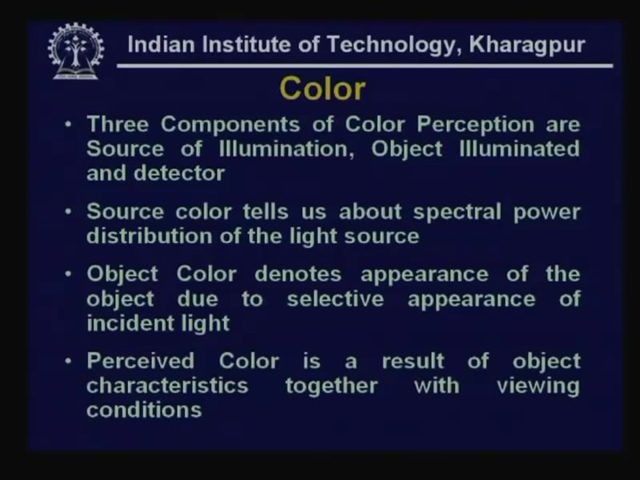 Indian Institute of Technology, Kharagpur
Color
• Three Components of Color Perception are
Source of Illumination, Object Illuminated
and detector
• Source color tells us about spectral power
distribution of the light source
• Object Color denotes appearance of the
object due to selective appearance of
incident light
• Perceived Color is a result of object
characteristics together with viewing
conditions